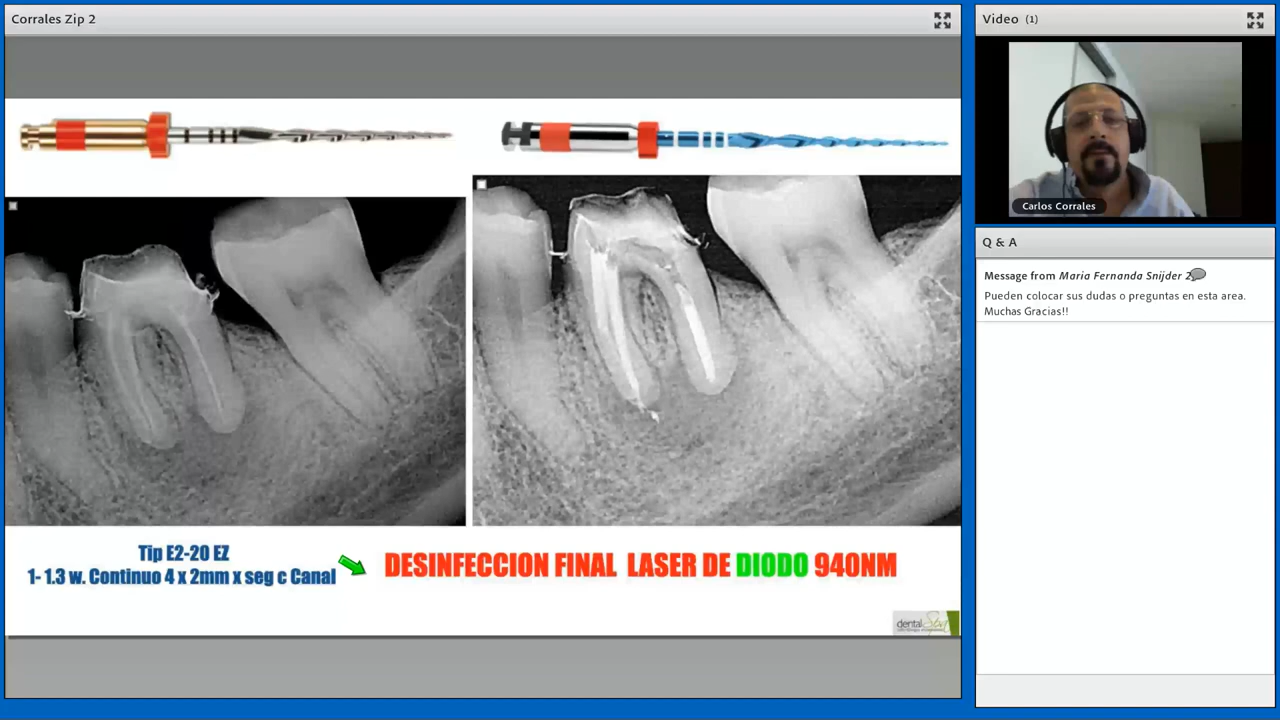 Corrales Zip 2
Tip E2-20 EZ
1- 1.3 w. Continuo 4 x 2mm x seg c Canal
DESINFECCION FINAL LASER DE DIODO 940NM
dental Spa
Video (1)
Carlos Corrales
Q & A
Message from Maria Fernanda Snijder 2
Pueden colocar sus dudas o preguntas en esta area.
Muchas Gracias!!